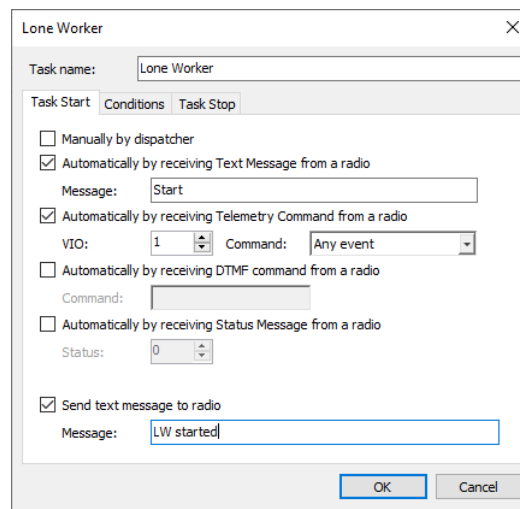 Lone Worker
Task name: Lone Worker
Task Start Conditions Task Stop
Manually by dispatcher
Automatically by receiving Text Message from a radio
Message: Start
Automatically by receiving Telemetry Command from a radio
VIO: 1 Command: Any event
Automatically by receiving DTMF command from a radio
Command:
Automatically by receiving Status Message from a radio
Status: 0
Send text message to radio
Message: LW started
OK Cancel